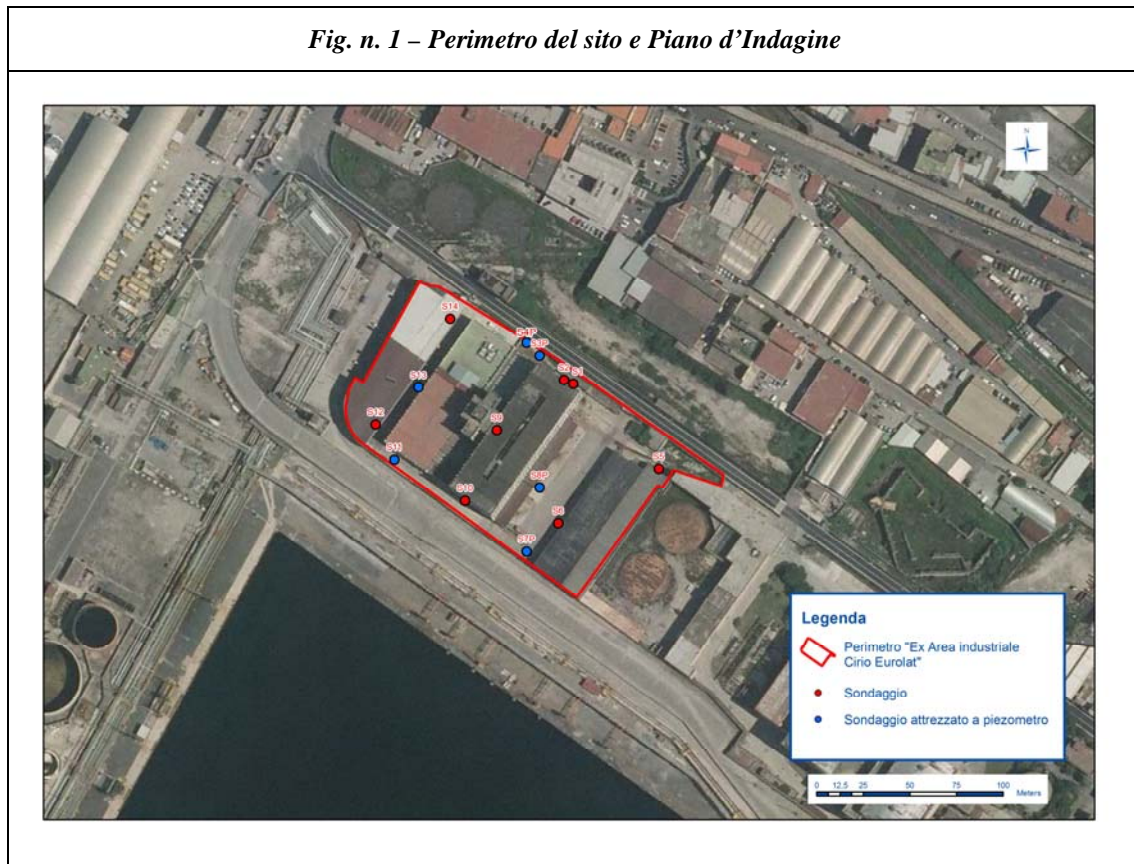 Fig. n. 1 – Perimetro del sito e Piano d'Indagine
N
S14
S4P
S3P
S2
S1
S13
S12
S9
S11
S5
S10
S8P
S6
S7P
Legenda
Perimetro "Ex Area industriale
Cirio Eurolat"
Sondaggio
Sondaggio attrezzato a piezometro
0 12,5 25 50 75 100
Meters